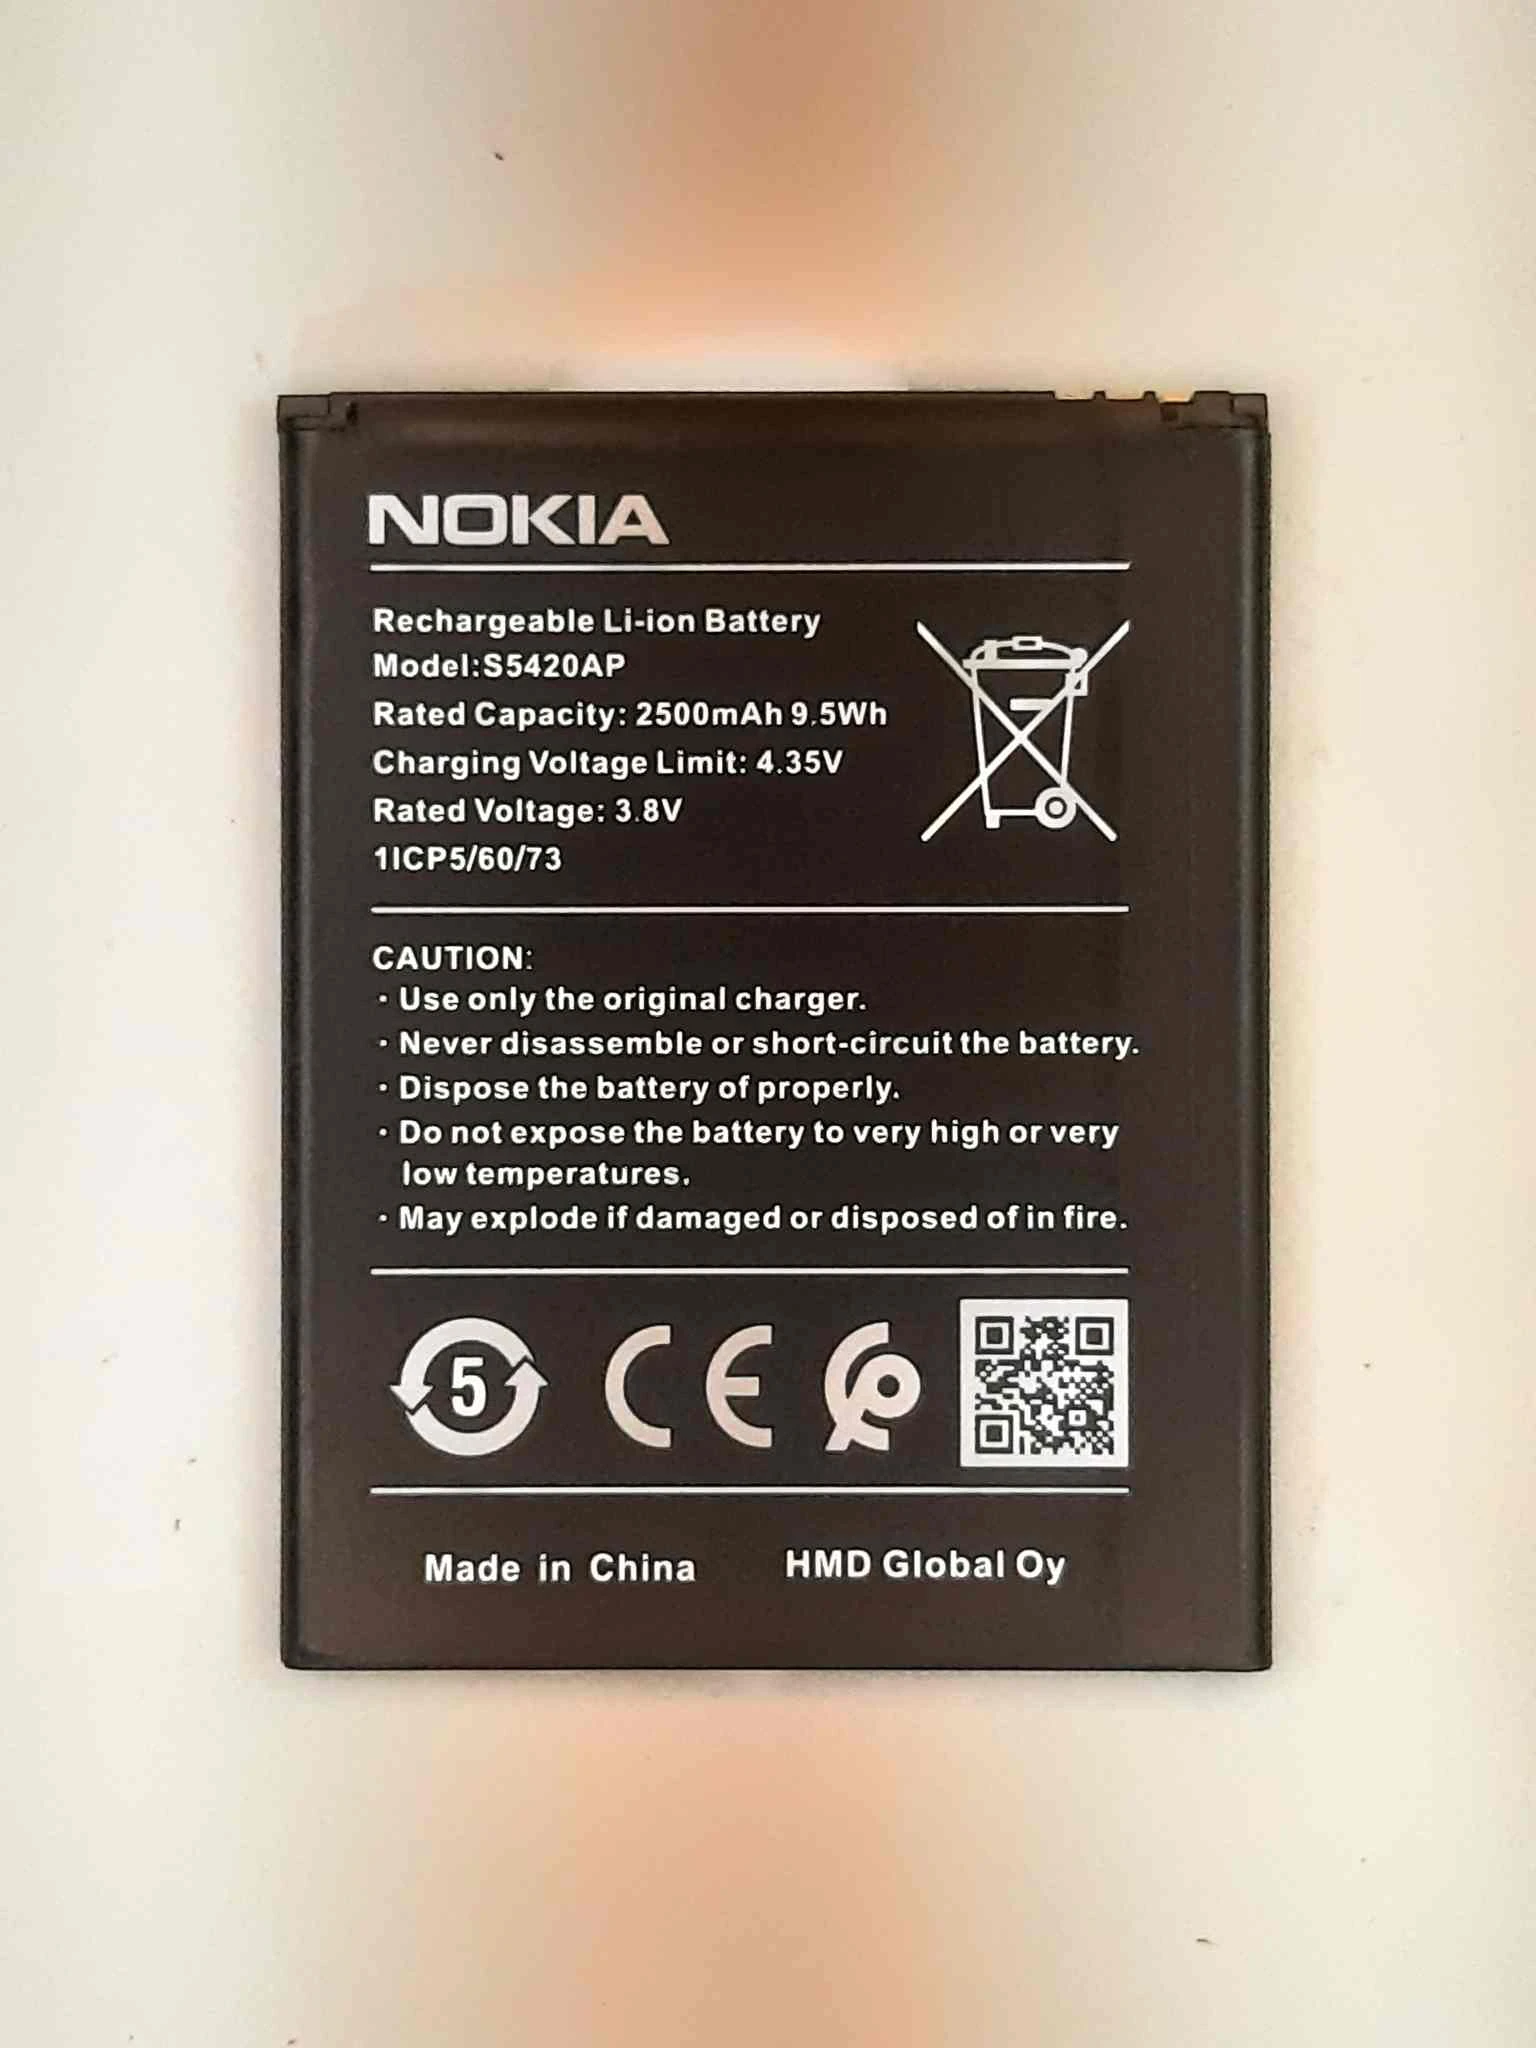 NOKIA
Rechargeable Li-ion Battery
Model:S5420AP
Rated Capacity: 2500mAh 9.5Wh
Charging Voltage Limit: 4.35V
Rated Voltage: 3.8V
1ICP5/60/73
CAUTION:
· Use only the original charger.
· Never disassemble or short-circuit the battery.
· Dispose the battery of properly.
· Do not expose the battery to very high or very
low temperatures.
· May explode if damaged or disposed of in fire.
5 CE
Made in China HMD Global Oy